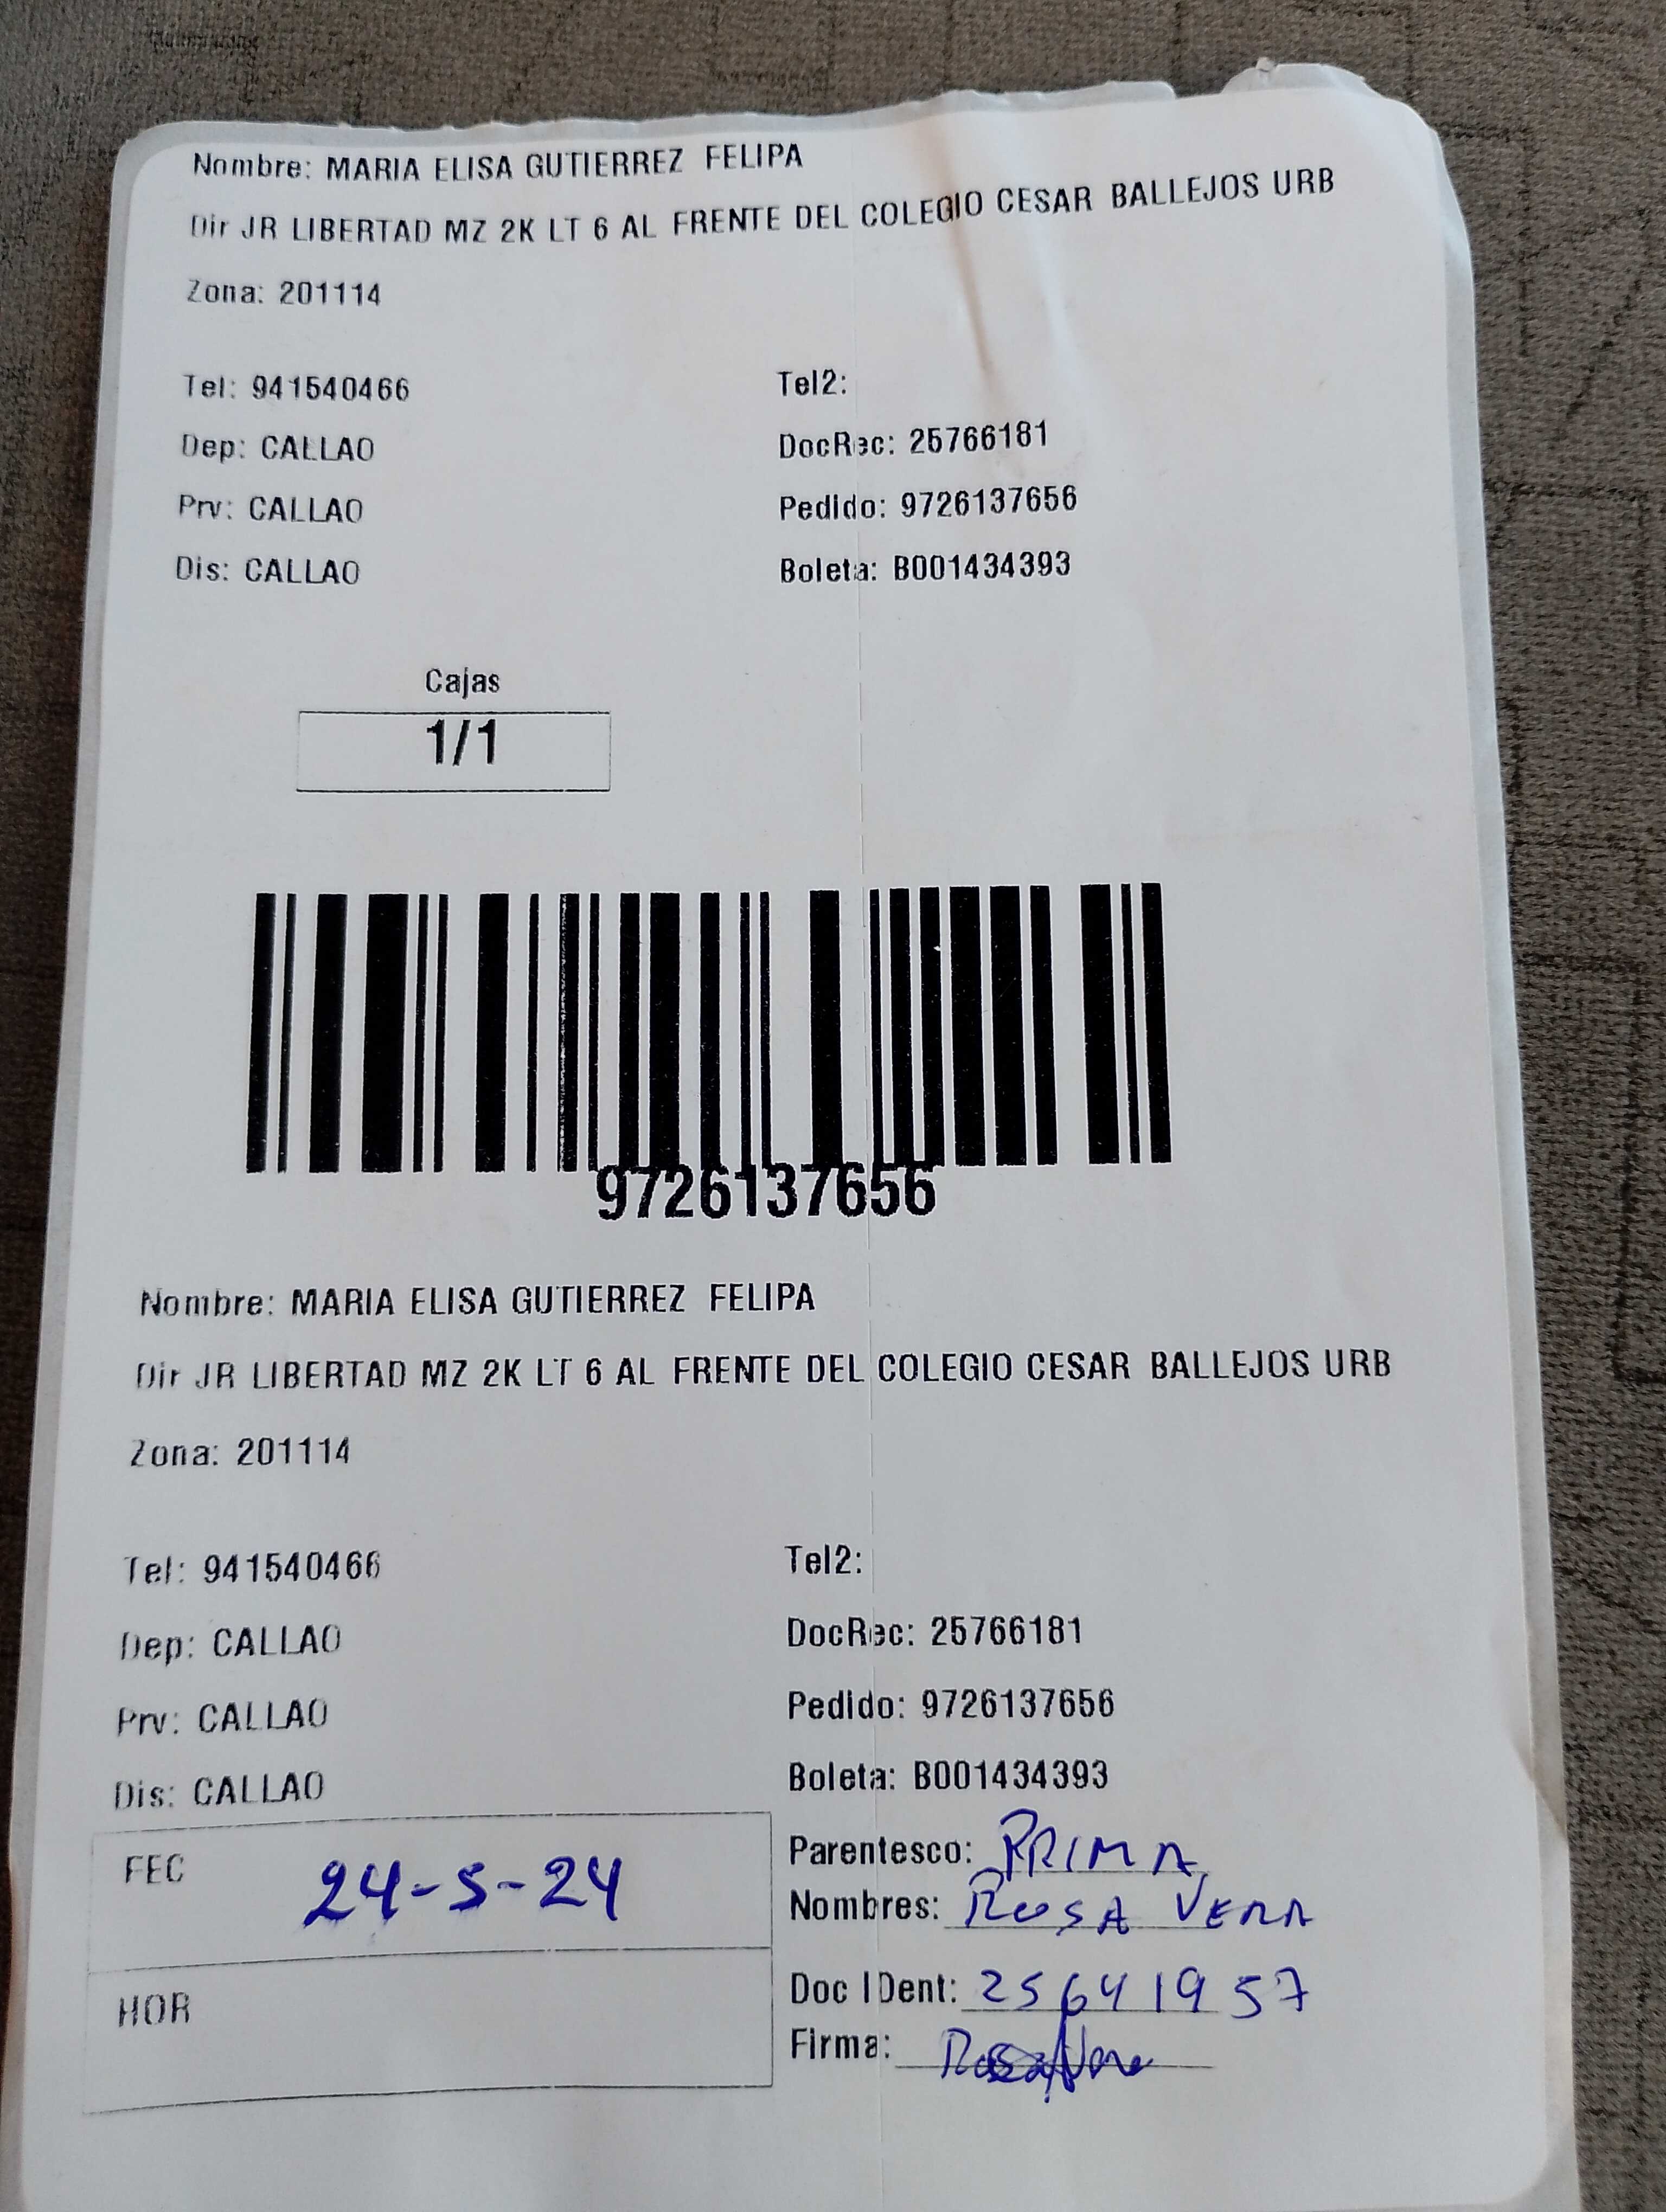 Nombre: MARIA ELISA GUTIERREZ FELIPA
Dir JR LIBERTAD MZ 2K LT 6 AL FRENTE DEL COLEGIO CESAR BALLEJOS URB
Zona: 201114
Tel: 941540466 Tel2:
Dep: CALLAO DocRec: 25766181
Prv: CALLAO Pedido: 9726137656
Dis: CALLAO Boleta: B001434393
Cajas
1/1
9726137656
Nombre: MARIA ELISA GUTIERREZ FELIPA
Dir JR LIBERTAD MZ 2K LT 6 AL FRENTE DEL COLEGIO CESAR BALLEJOS URB
Zona: 201114
Tel: 941540466 Tel2:
Dep: CALLAO DocRec: 25766181
Prv: CALLAO Pedido: 9726137656
Dis: CALLAO Boleta: B001434393
FEC 24-5-24
Parentesco: PRIMA
Nombres: ROSA VERA
HOR
Doc IDent: 25641957
Firma: Rosa Vera